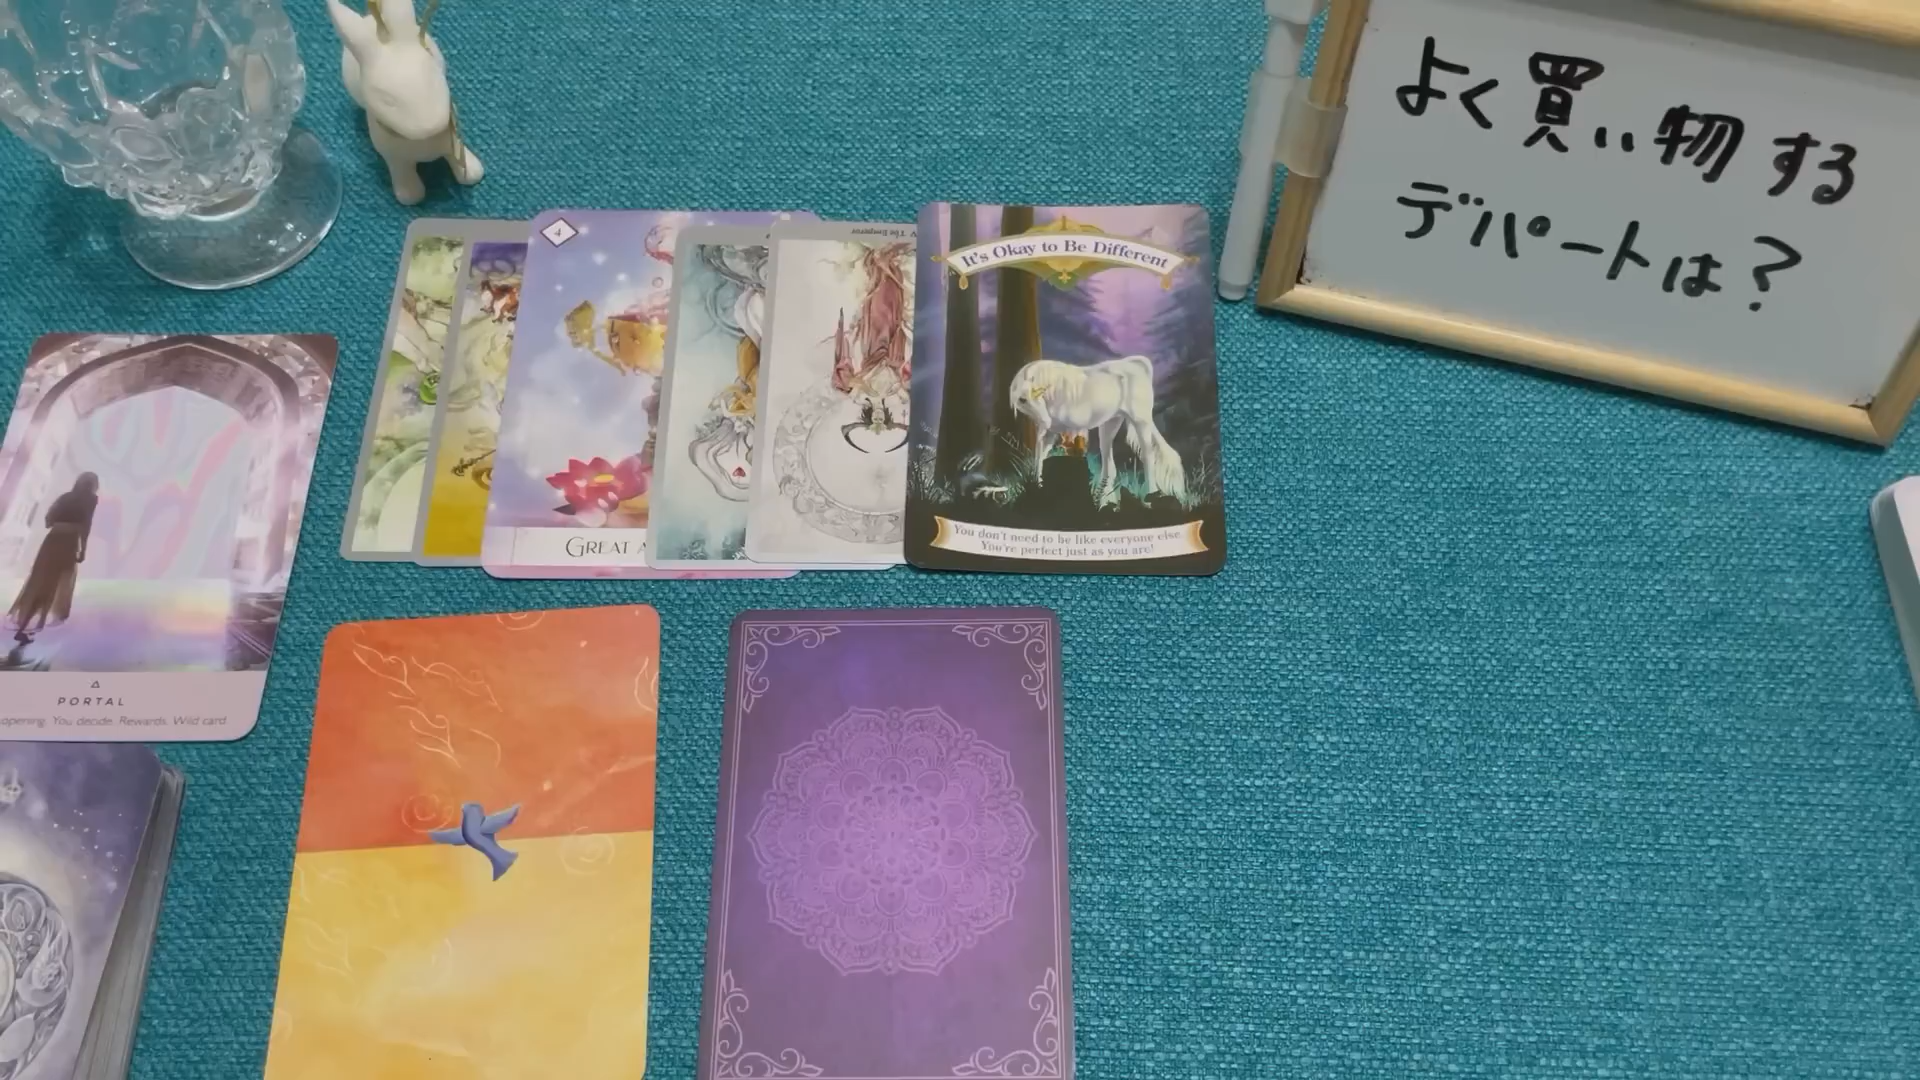 よく買い物する
デパートは?
4
V The Emperor
It's Okay to Be Different
You don't need to be like everyone else.
You're perfect just as you are!
GREAT
PORTAL
opening. You decide. Rewards. Wild card